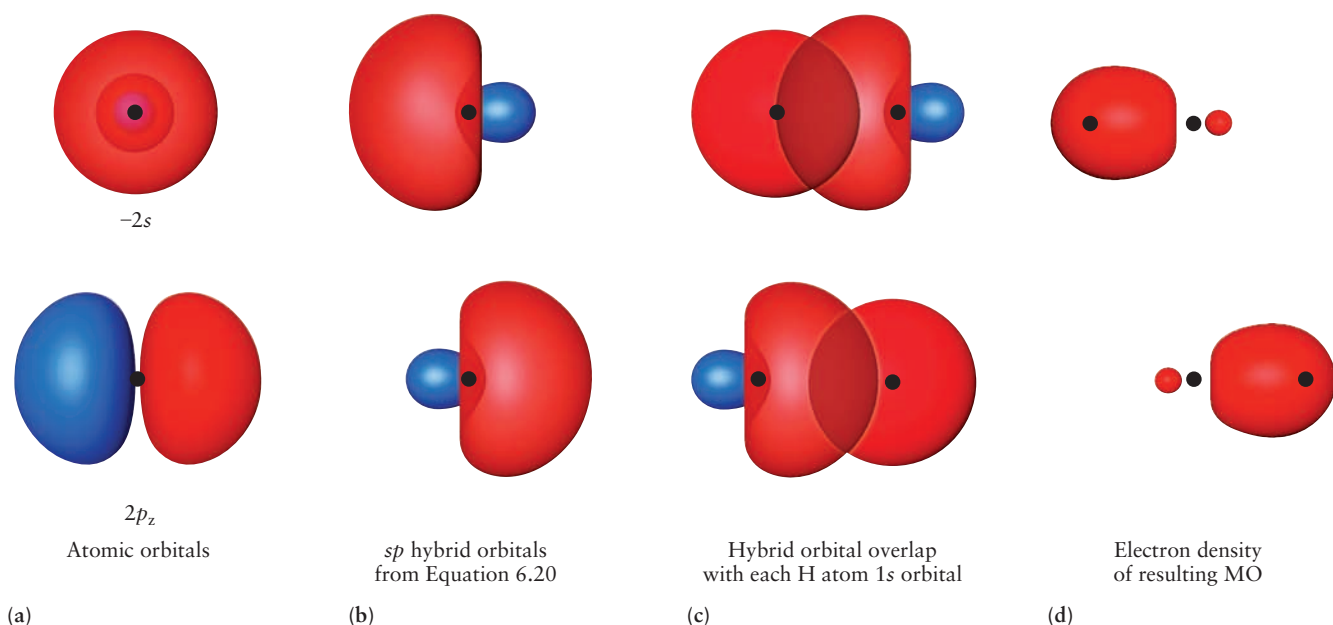 −2s
2pz
Atomic orbitals
sp hybrid orbitals
from Equation 6.20
Hybrid orbital overlap
with each H atom 1s orbital
Electron density
of resulting MO
(a)
(b)
(c)
(d)